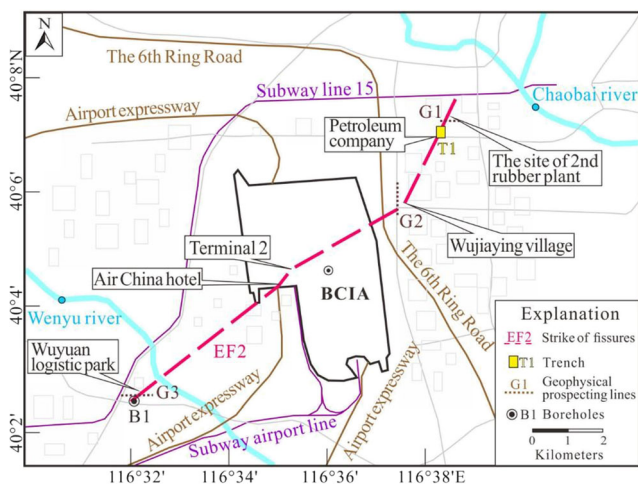 N
The 6th Ring Road
40°8'N
Subway line 15
Chaobai river
Airport expressway
G1
Petroleum
company
T1
The site of 2nd
rubber plant
40°6'
G2
Terminal 2
Wujiaying village
Air China hotel
BCIA
The 6th Ring Road
40°4'
Wenyu river
EF2
Wuyuan
logistic park
G3
B1
Airport expressway
Subway airport line
Airport expressway
40°2'
Explanation
EF2 Strike of fissures
T1 Trench
G1 Geophysical
prospecting lines
B1 Boreholes
0 1 2
Kilometers
116°32' 116°34' 116°36' 116°38'E